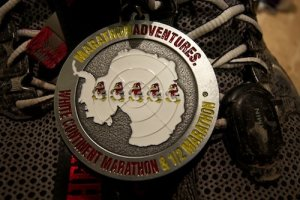 MARATHON ADVENTURES.
WHITE CONTINENT MARATHON & 1/2 MARATHON